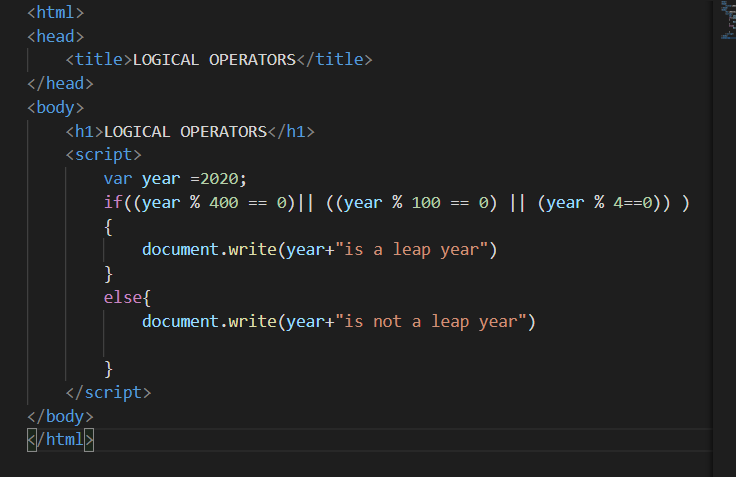 <html>
<head>
<title>LOGICAL OPERATORS</title>
</head>
<body>
<h1>LOGICAL OPERATORS</h1>
<script>
var year =2020;
if((year % 400 == 0)|| ((year % 100 == 0) || (year % 4==0)) )
{
document.write(year+"is a leap year")
}
else{
document.write(year+"is not a leap year")
}
</script>
</body>
</html>